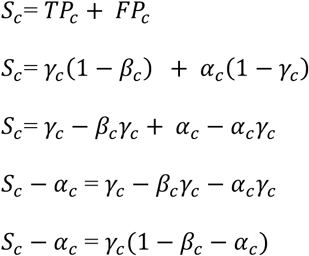 S_c= TP_c + FP_c
S_c= γ_c(1 − β_c) + α_c(1 − γ_c)
S_c= γ_c − β_cγ_c + α_c − α_cγ_c
S_c − α_c = γ_c − β_cγ_c − α_cγ_c
S_c − α_c = γ_c(1 − β_c − α_c)